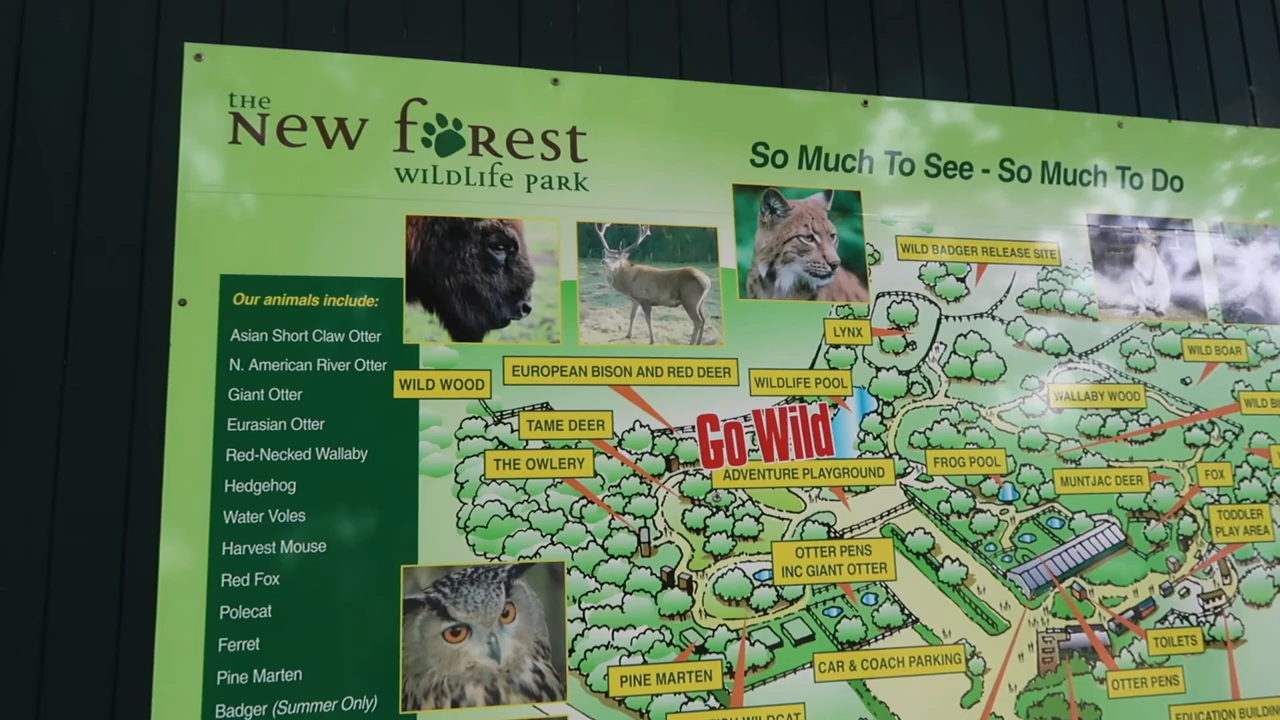 THE
New forest
wildlife park
So Much To See - So Much To Do
Our animals include:
Asian Short Claw Otter
N. American River Otter
Giant Otter
Eurasian Otter
Red-Necked Wallaby
Hedgehog
Water Voles
Harvest Mouse
Red Fox
Polecat
Ferret
Pine Marten
Badger (Summer Only)
WILD BADGER RELEASE SITE
LYNX
WILD BOAR
EUROPEAN BISON AND RED DEER
WILD WOOD
WILDLIFE POOL
WALLABY WOOD
WILD
TAME DEER
Go Wild
ADVENTURE PLAYGROUND
THE OWLERY
FROG POOL
MUNTJAC DEER
FOX
TODDLER
PLAY AREA
OTTER PENS
INC GIANT OTTER
TOILETS
CAR & COACH PARKING
PINE MARTEN
OTTER PENS
WILDCAT
EDUCATION